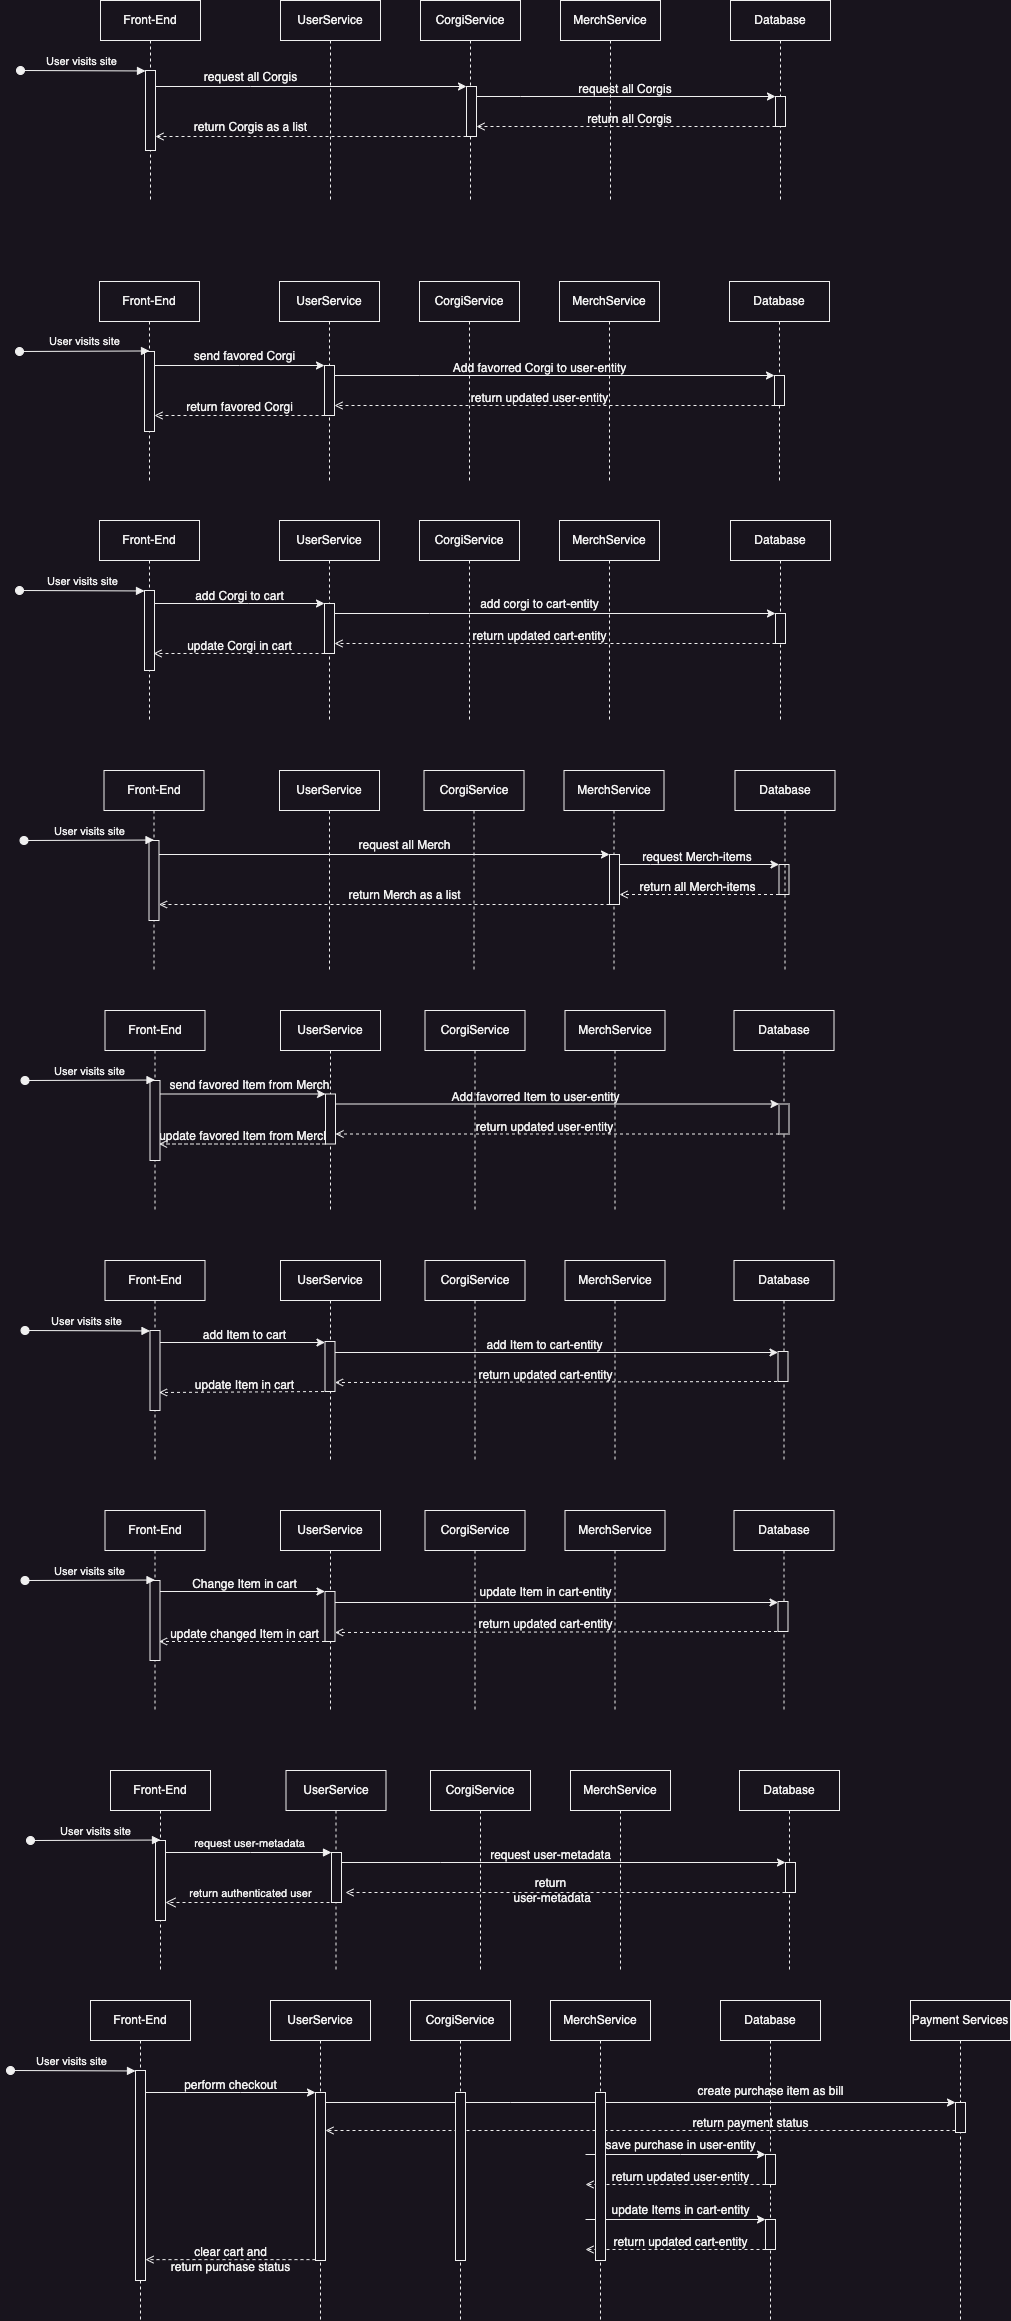 Front-End
UserService
CorgiService
MerchService
Database
User visits site
request all Corgis
request all Corgis
return all Corgis
return Corgis as a list
Front-End
UserService
CorgiService
MerchService
Database
User visits site
send favored Corgi
Add favorred Corgi to user-entity
return updated user-entity
return favored Corgi
Front-End
UserService
CorgiService
MerchService
Database
User visits site
add Corgi to cart
add corgi to cart-entity
return updated cart-entity
update Corgi in cart
Front-End
UserService
CorgiService
MerchService
Database
User visits site
request all Merch
request Merch-items
return all Merch-items
return Merch as a list
Front-End
UserService
CorgiService
MerchService
Database
User visits site
send favored Item from Merch
Add favorred Item to user-entity
return updated user-entity
update favored Item from Merch
Front-End
UserService
CorgiService
MerchService
Database
User visits site
add Item to cart
add Item to cart-entity
return updated cart-entity
update Item in cart
Front-End
UserService
CorgiService
MerchService
Database
User visits site
Change Item in cart
update Item in cart-entity
return updated cart-entity
update changed Item in cart
Front-End
UserService
CorgiService
MerchService
Database
User visits site
request user-metadata
request user-metadata
return
user-metadata
return authenticated user
Front-End
UserService
CorgiService
MerchService
Database
Payment Services
User visits site
perform checkout
create purchase item as bill
return payment status
save purchase in user-entity
return updated user-entity
update Items in cart-entity
return updated cart-entity
clear cart and
return purchase status